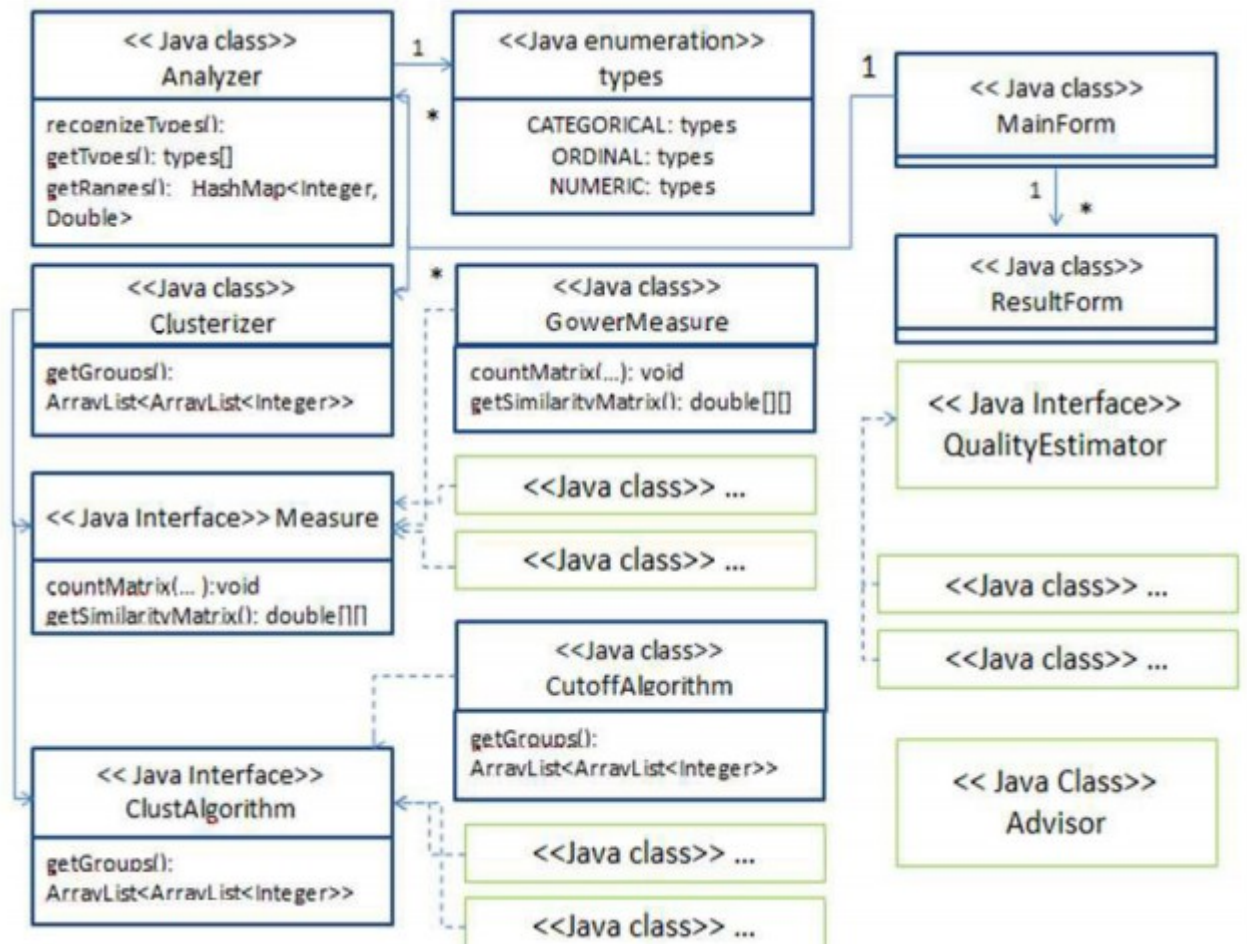 << Java class>>
Analyzer
recognizeTypes():
getTypes(): types[]
getRanges(): HashMap<Integer,
Double>
1
*
<<Java enumeration>>
types
CATEGORICAL: types
ORDINAL: types
NUMERIC: types
1
<< Java class>>
MainForm
1
*
<< Java class>>
ResultForm
<<Java class>>
Clusterizer
getGroups():
ArrayList<ArrayList<Integer>>
*
<<Java class>>
GowerMeasure
countMatrix(...): void
getSimilarityMatrix(): double[][]
<< Java Interface>>
QualityEstimator
<< Java Interface>> Measure
countMatrix(... ):void
getSimilarityMatrix(): double[][]
<<Java class>> ...
<<Java class>> ...
<<Java class>> ...
<<Java class>> ...
<<Java class>>
CutoffAlgorithm
getGroups():
ArrayList<ArrayList<Integer>>
<< Java Interface>>
ClustAlgorithm
getGroups():
ArrayList<ArrayList<Integer>>
<<Java class>> ...
<<Java class>> ...
<< Java Class>>
Advisor